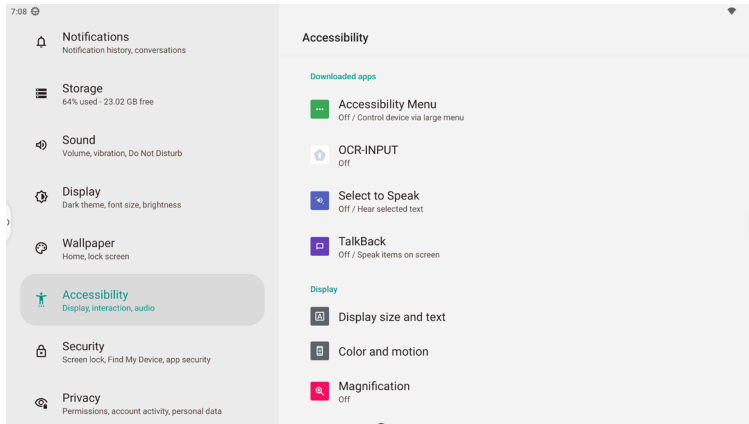 7:08
Notifications
Notification history, conversations
Storage
64% used - 23.02 GB free
Sound
Volume, vibration, Do Not Disturb
Display
Dark theme, font size, brightness
Wallpaper
Home, lock screen
Accessibility
Display, interaction, audio
Security
Screen lock, Find My Device, app security
Privacy
Permissions, account activity, personal data
Accessibility
Downloaded apps
Accessibility Menu
Off / Control device via large menu
OCR-INPUT
Off
Select to Speak
Off / Hear selected text
TalkBack
Off / Speak items on screen
Display
Display size and text
Color and motion
Magnification
Off